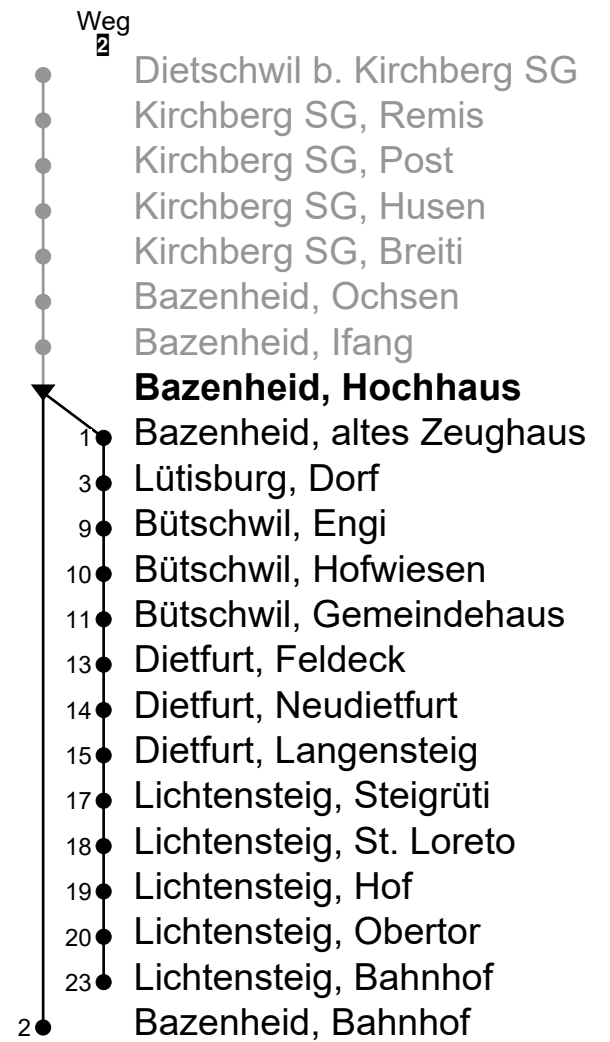 Weg
2
Dietschwil b. Kirchberg SG
Kirchberg SG, Remis
Kirchberg SG, Post
Kirchberg SG, Husen
Kirchberg SG, Breiti
Bazenheid, Ochsen
Bazenheid, Ifang
Bazenheid, Hochhaus
1 Bazenheid, altes Zeughaus
3 Lütisburg, Dorf
9 Bütschwil, Engi
10 Bütschwil, Hofwiesen
11 Bütschwil, Gemeindehaus
13 Dietfurt, Feldeck
14 Dietfurt, Neudietfurt
15 Dietfurt, Langensteig
17 Lichtensteig, Steigrüti
18 Lichtensteig, St. Loreto
19 Lichtensteig, Hof
20 Lichtensteig, Obertor
23 Lichtensteig, Bahnhof
2 Bazenheid, Bahnhof